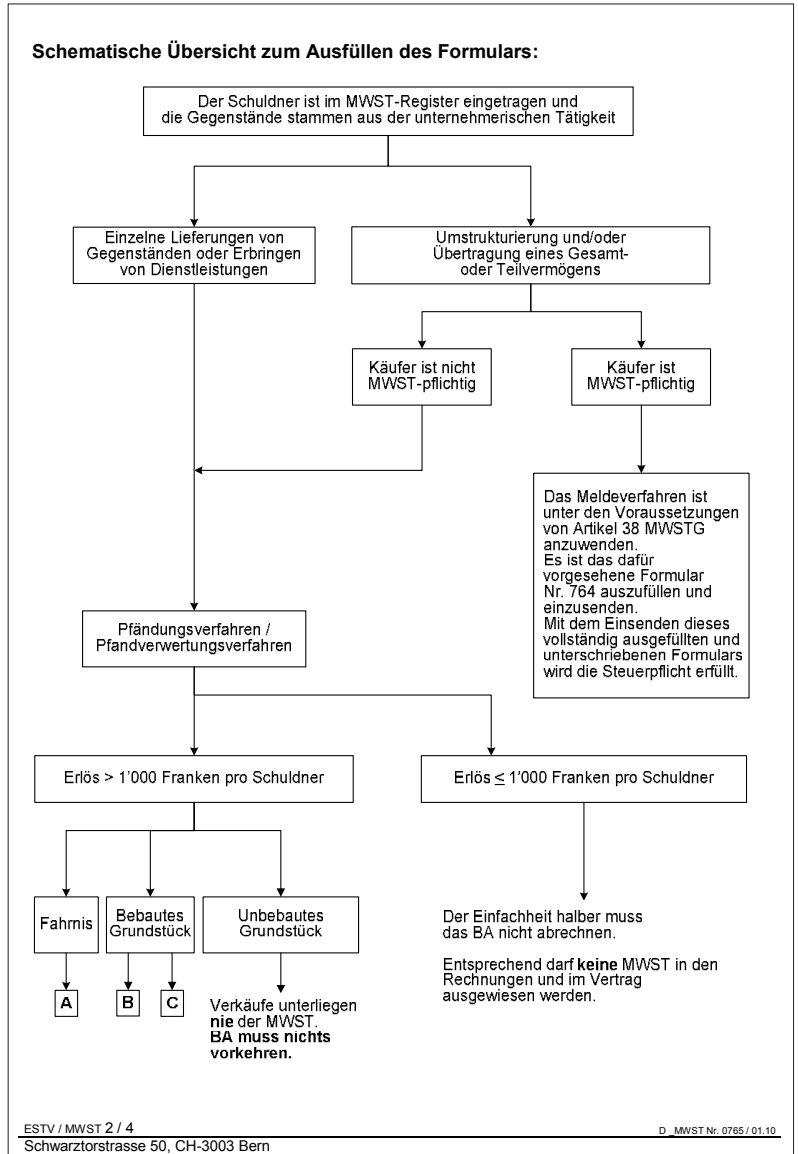 Schematische Übersicht zum Ausfüllen des Formulars:
Der Schuldner ist im MWST-Register eingetragen und
die Gegenstände stammen aus der unternehmerischen Tätigkeit
Einzelne Lieferungen von
Gegenständen oder Erbringen
von Dienstleistungen
Umstrukturierung und/oder
Übertragung eines Gesamt-
oder Teilvermögens
Käufer ist nicht
MWST-pflichtig
Käufer ist
MWST-pflichtig
Das Meldeverfahren ist
unter den Voraussetzungen
von Artikel 38 MWSTG
anzuwenden.
Es ist das dafür
vorgesehene Formular
Nr. 764 auszufüllen und
einzusenden.
Mit dem Einsenden dieses
vollständig ausgefüllten und
unterschriebenen Formulars
wird die Steuerpflicht erfüllt.
Pfändungsverfahren /
Pfandverwertungsverfahren
Erlös > 1'000 Franken pro Schuldner
Erlös ≤ 1'000 Franken pro Schuldner
Fahrnis
Bebautes
Grundstück
Unbebautes
Grundstück
A
B
C
Verkäufe unterliegen
nie der MWST.
BA muss nichts
vorkehren.
Der Einfachheit halber muss
das BA nicht abrechnen.
Entsprechend darf keine MWST in den
Rechnungen und im Vertrag
ausgewiesen werden.
ESTV / MWST 2 / 4
D_MWST Nr. 0765 / 01.10
Schwarztorstrasse 50, CH-3003 Bern